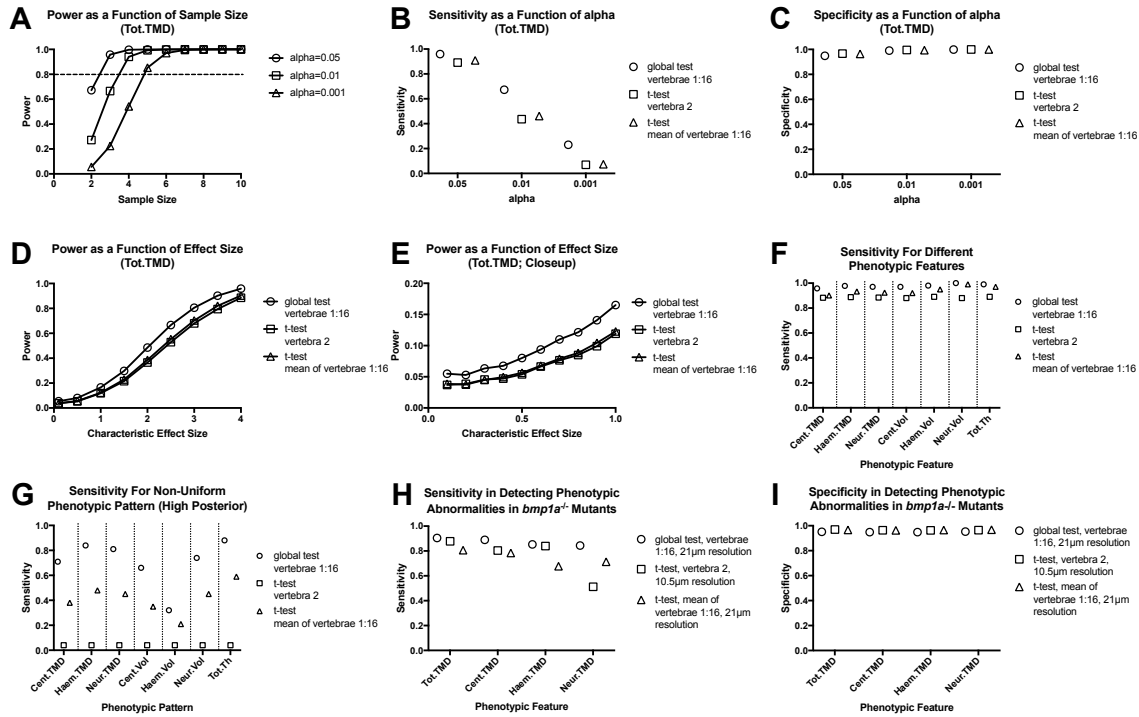 A
Power as a Function of Sample Size
(Tot.TMD)
1.0
0.8
0.6
0.4
0.2
0.0
Power
0
2
4
6
8
10
Sample Size
alpha=0.05
alpha=0.01
alpha=0.001
B
Sensitivity as a Function of alpha
(Tot.TMD)
1.0
0.8
0.6
0.4
0.2
0.0
Sensitivity
0.05
0.01
0.001
alpha
global test
vertebrae 1:16
t-test
vertebra 2
t-test
mean of vertebrae 1:16
C
Specificity as a Function of alpha
(Tot.TMD)
1.0
0.8
0.6
0.4
0.2
0.0
Specificity
0.05
0.01
0.001
alpha
global test
vertebrae 1:16
t-test
vertebra 2
t-test
mean of vertebrae 1:16
D
Power as a Function of Effect Size
(Tot.TMD)
1.0
0.8
0.6
0.4
0.2
0.0
Power
0
1
2
3
4
Characteristic Effect Size
global test
vertebrae 1:16
t-test
vertebra 2
t-test
mean of vertebrae 1:16
E
Power as a Function of Effect Size
(Tot.TMD; Closeup)
0.20
0.15
0.10
0.05
0.00
Power
0.0
0.5
1.0
Characteristic Effect Size
global test
vertebrae 1:16
t-test
vertebra 2
t-test
mean of vertebrae 1:16
F
Sensitivity For Different
Phenotypic Features
1.0
0.8
0.6
0.4
0.2
0.0
Sensitivity
Cent.TMD
Haem.TMD
Neur.TMD
Cent.Vol
Haem.Vol
Neur.Vol
Tot.Th
Phenotypic Feature
global test
vertebrae 1:16
t-test
vertebra 2
t-test
mean of vertebrae 1:16
G
Sensitivity For Non-Uniform
Phenotypic Pattern (High Posterior)
1.0
0.8
0.6
0.4
0.2
0.0
Sensitivity
Cent.TMD
Haem.TMD
Neur.TMD
Cent.Vol
Haem.Vol
Neur.Vol
Tot.Th
Phenotypic Pattern
global test
vertebrae 1:16
t-test
vertebra 2
t-test
mean of vertebrae 1:16
H
Sensitivity in Detecting Phenotypic
Abnormalities in bmp1a-/- Mutants
1.0
0.8
0.6
0.4
0.2
0.0
Sensitivity
Tot.TMD
Cent.TMD
Haem.TMD
Neur.TMD
Phenotypic Feature
global test, vertebrae
1:16, 21µm resolution
t-test, vertebra 2,
10.5µm resolution
t-test, mean of
vertebrae 1:16, 21µm
resolution
I
Specificity in Detecting Phenotypic
Abnormalities in bmp1a-/- Mutants
1.0
0.8
0.6
0.4
0.2
0.0
Specificity
Tot.TMD
Cent.TMD
Haem.TMD
Neur.TMD
Phenotypic Feature
global test, vertebrae
1:16, 21µm resolution
t-test, vertebra 2,
10.5µm resolution
t-test, mean of
vertebrae 1:16, 21µm
resolution